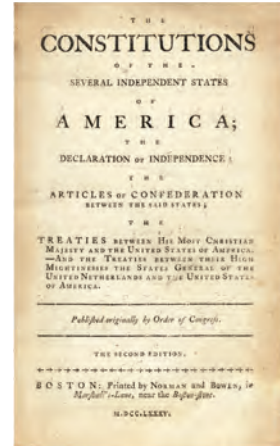 THE
CONSTITUTIONS
OF THE
SEVERAL INDEPENDENT STATES
OF
AMERICA;
THE
DECLARATION OF INDEPENDENCE;
THE
ARTICLES OF CONFEDERATION
BETWEEN THE SAID STATES;
THE
TREATIES BETWEEN HIS MOST CHRISTIAN
MAJESTY AND THE UNITED STATES OF AMERICA.
—AND THE TREATIES BETWEEN THEIR HIGH
MIGHTINESSES THE STATES GENERAL OF THE
UNITED NETHERLANDS AND THE UNITED STATES
OF AMERICA.
Published originally by Order of Congress.
THE SECOND EDITION.
BOSTON: Printed by NORMAN and BOWEN, in
Marshall's-Lane, near the Boston-stone.
M.DCC.LXXXV.